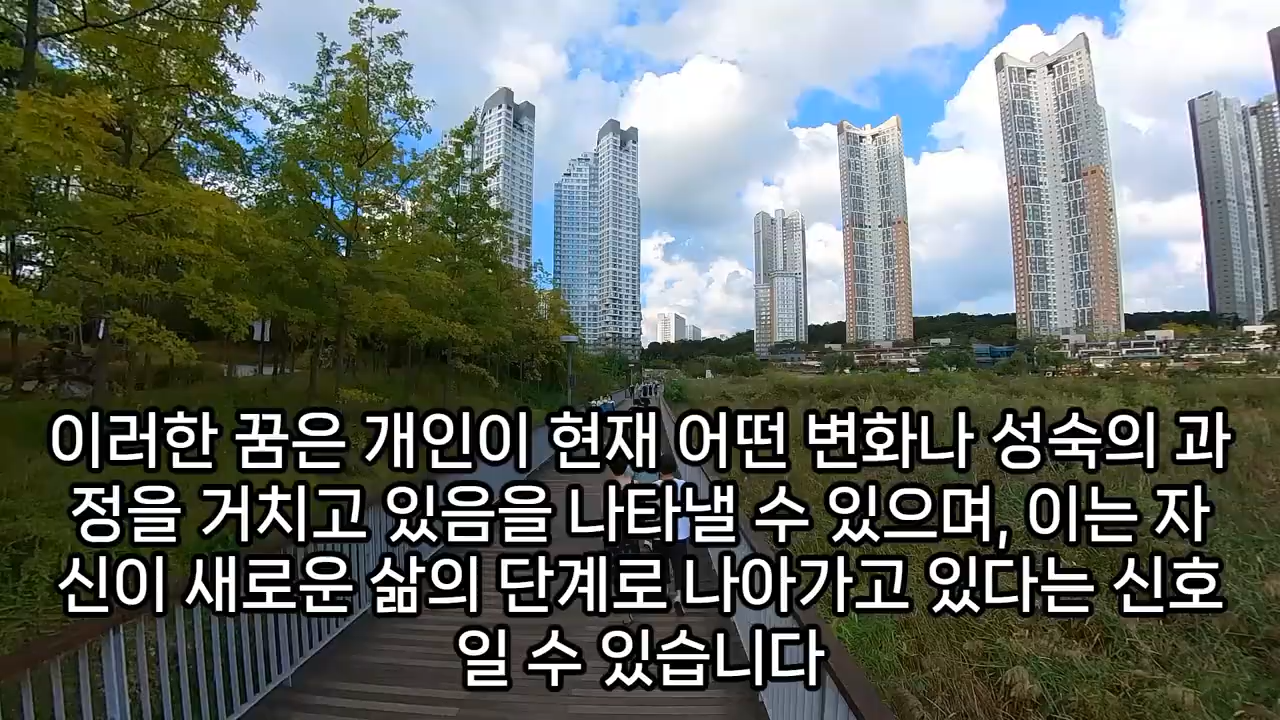 이러한 꿈은 개인이 현재 어떤 변화나 성숙의 과
정을 거치고 있음을 나타낼 수 있으며, 이는 자
신이 새로운 삶의 단계로 나아가고 있다는 신호
일 수 있습니다